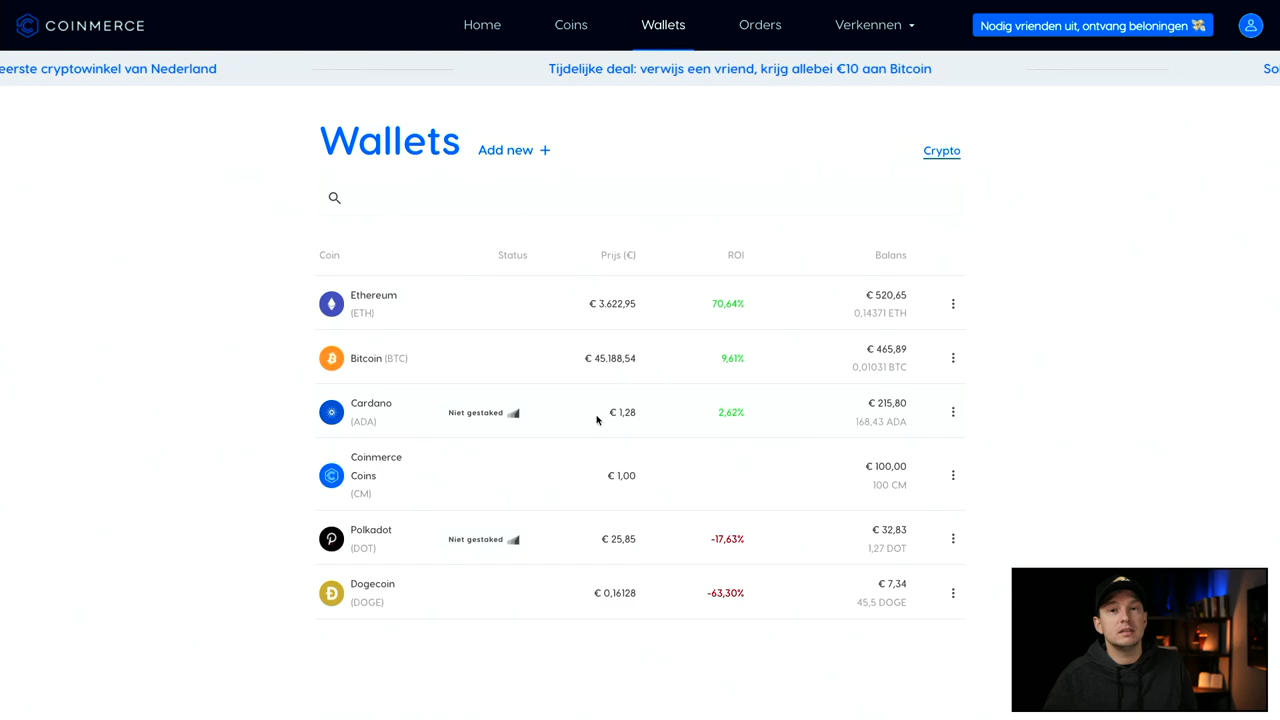 COINMERCE
Home
Coins
Wallets
Orders
Verkennen
Nodig vrienden uit, ontvang beloningen 💸
eerste cryptowinkel van Nederland
Tijdelijke deal: verwijs een vriend, krijg allebei €10 aan Bitcoin
So
Wallets
Add new +
Crypto
Coin
Status
Prijs (€)
ROI
Balans
Ethereum
(ETH)
€ 3.622,95
70,64%
€ 520,65
0,14371 ETH
Bitcoin (BTC)
€ 45.188,54
9,61%
€ 465,89
0,01031 BTC
Cardano
(ADA)
Niet gestaked
€ 1,28
2,62%
€ 215,80
168,43 ADA
Coinmerce
Coins
(CM)
€ 1,00
€ 100,00
100 CM
Polkadot
(DOT)
Niet gestaked
€ 25,85
-17,63%
€ 32,83
1,27 DOT
Dogecoin
(DOGE)
€ 0,16128
-63,30%
€ 7,34
45,5 DOGE